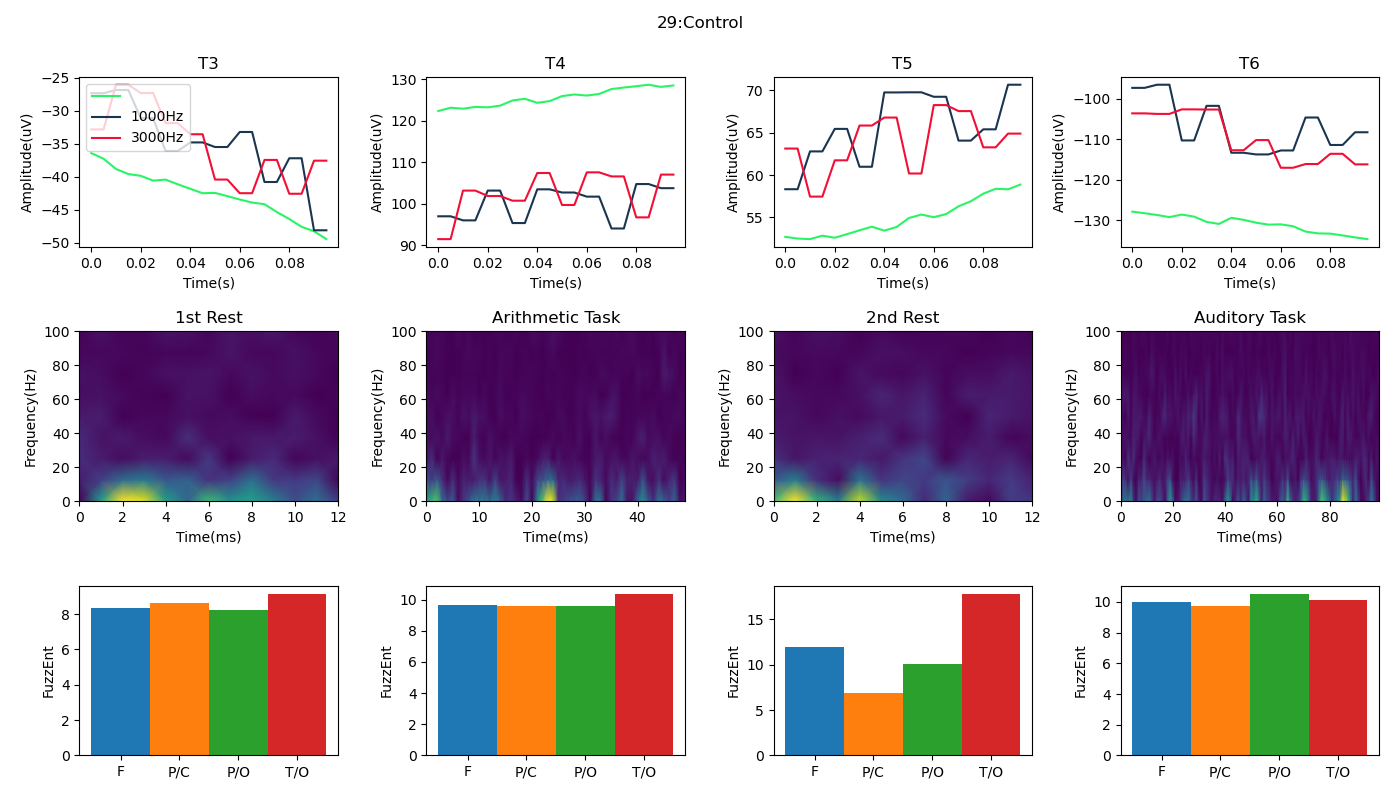 29:Control
T3
T4
T5
T6
Amplitude(uV)
−25
−30
−35
−40
−45
−50
1000Hz
3000Hz
0.0 0.02 0.04 0.06 0.08
Time(s)
Amplitude(uV)
130
120
110
100
90
0.0 0.02 0.04 0.06 0.08
Time(s)
Amplitude(uV)
70
65
60
55
0.0 0.02 0.04 0.06 0.08
Time(s)
Amplitude(uV)
−100
−110
−120
−130
0.0 0.02 0.04 0.06 0.08
Time(s)
1st Rest
Arithmetic Task
2nd Rest
Auditory Task
Frequency(Hz)
100
80
60
40
20
0
0 2 4 6 8 10 12
Time(ms)
Frequency(Hz)
100
80
60
40
20
0
0 10 20 30 40
Time(ms)
Frequency(Hz)
100
80
60
40
20
0
0 2 4 6 8 10 12
Time(ms)
Frequency(Hz)
100
80
60
40
20
0
0 20 40 60 80
Time(ms)
FuzzEnt
8
6
4
2
0
F P/C P/O T/O
FuzzEnt
10
8
6
4
2
0
F P/C P/O T/O
FuzzEnt
15
10
5
0
F P/C P/O T/O
FuzzEnt
10
8
6
4
2
0
F P/C P/O T/O